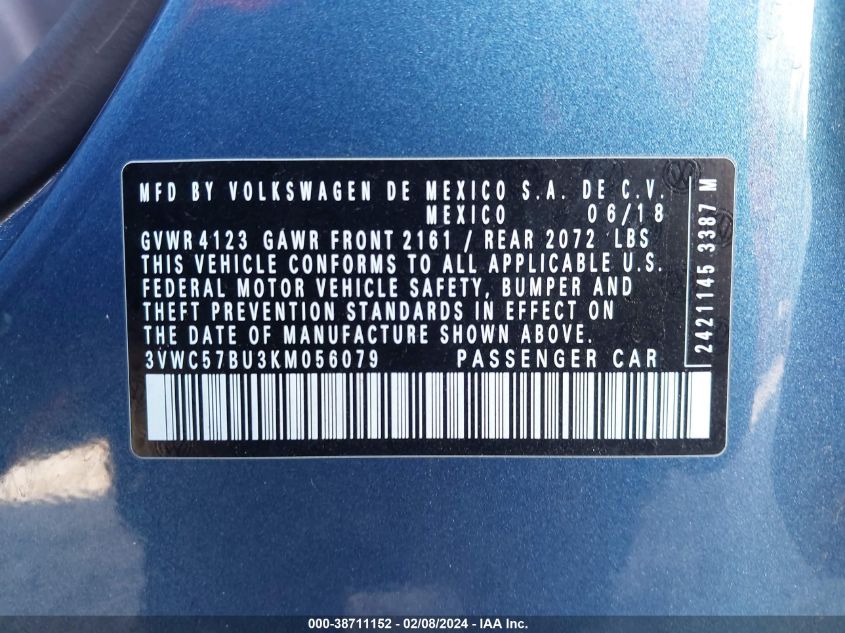 MFD BY VOLKSWAGEN DE MEXICO S.A. DE C.V.
MEXICO 06/18
GVWR 4123 GAWR FRONT 2161 / REAR 2072 LBS
THIS VEHICLE CONFORMS TO ALL APPLICABLE U.S.
FEDERAL MOTOR VEHICLE SAFETY, BUMPER AND
THEFT PREVENTION STANDARDS IN EFFECT ON
THE DATE OF MANUFACTURE SHOWN ABOVE.
3VWC57BU3KM056079 PASSENGER CAR
2421145 3387 M
000-38711152 - 02/08/2024 - IAA Inc.